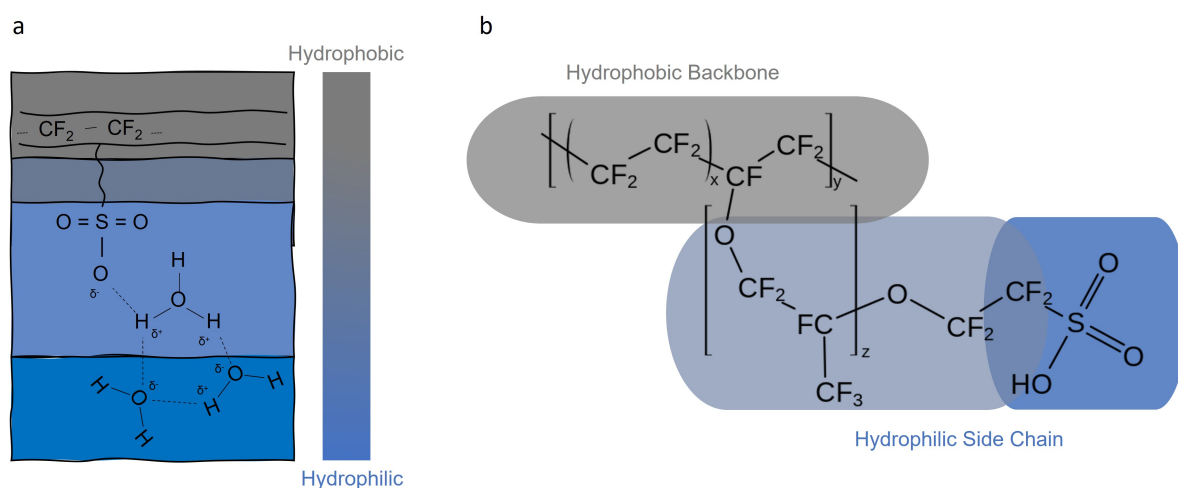 a
Hydrophobic
CF₂ CF₂
O = S = O
O
δ⁻
H
O
H
H
δ⁺
δ⁺
δ⁻
O
H
δ⁻
δ⁺
H
O
H
H
Hydrophilic
b
Hydrophobic Backbone
[ ( CF₂ CF₂ )x CF CF₂ ]y
[ O
CF₂
FC
CF₃ ]z
O
CF₂
CF₂
S
O
O
HO
Hydrophilic Side Chain